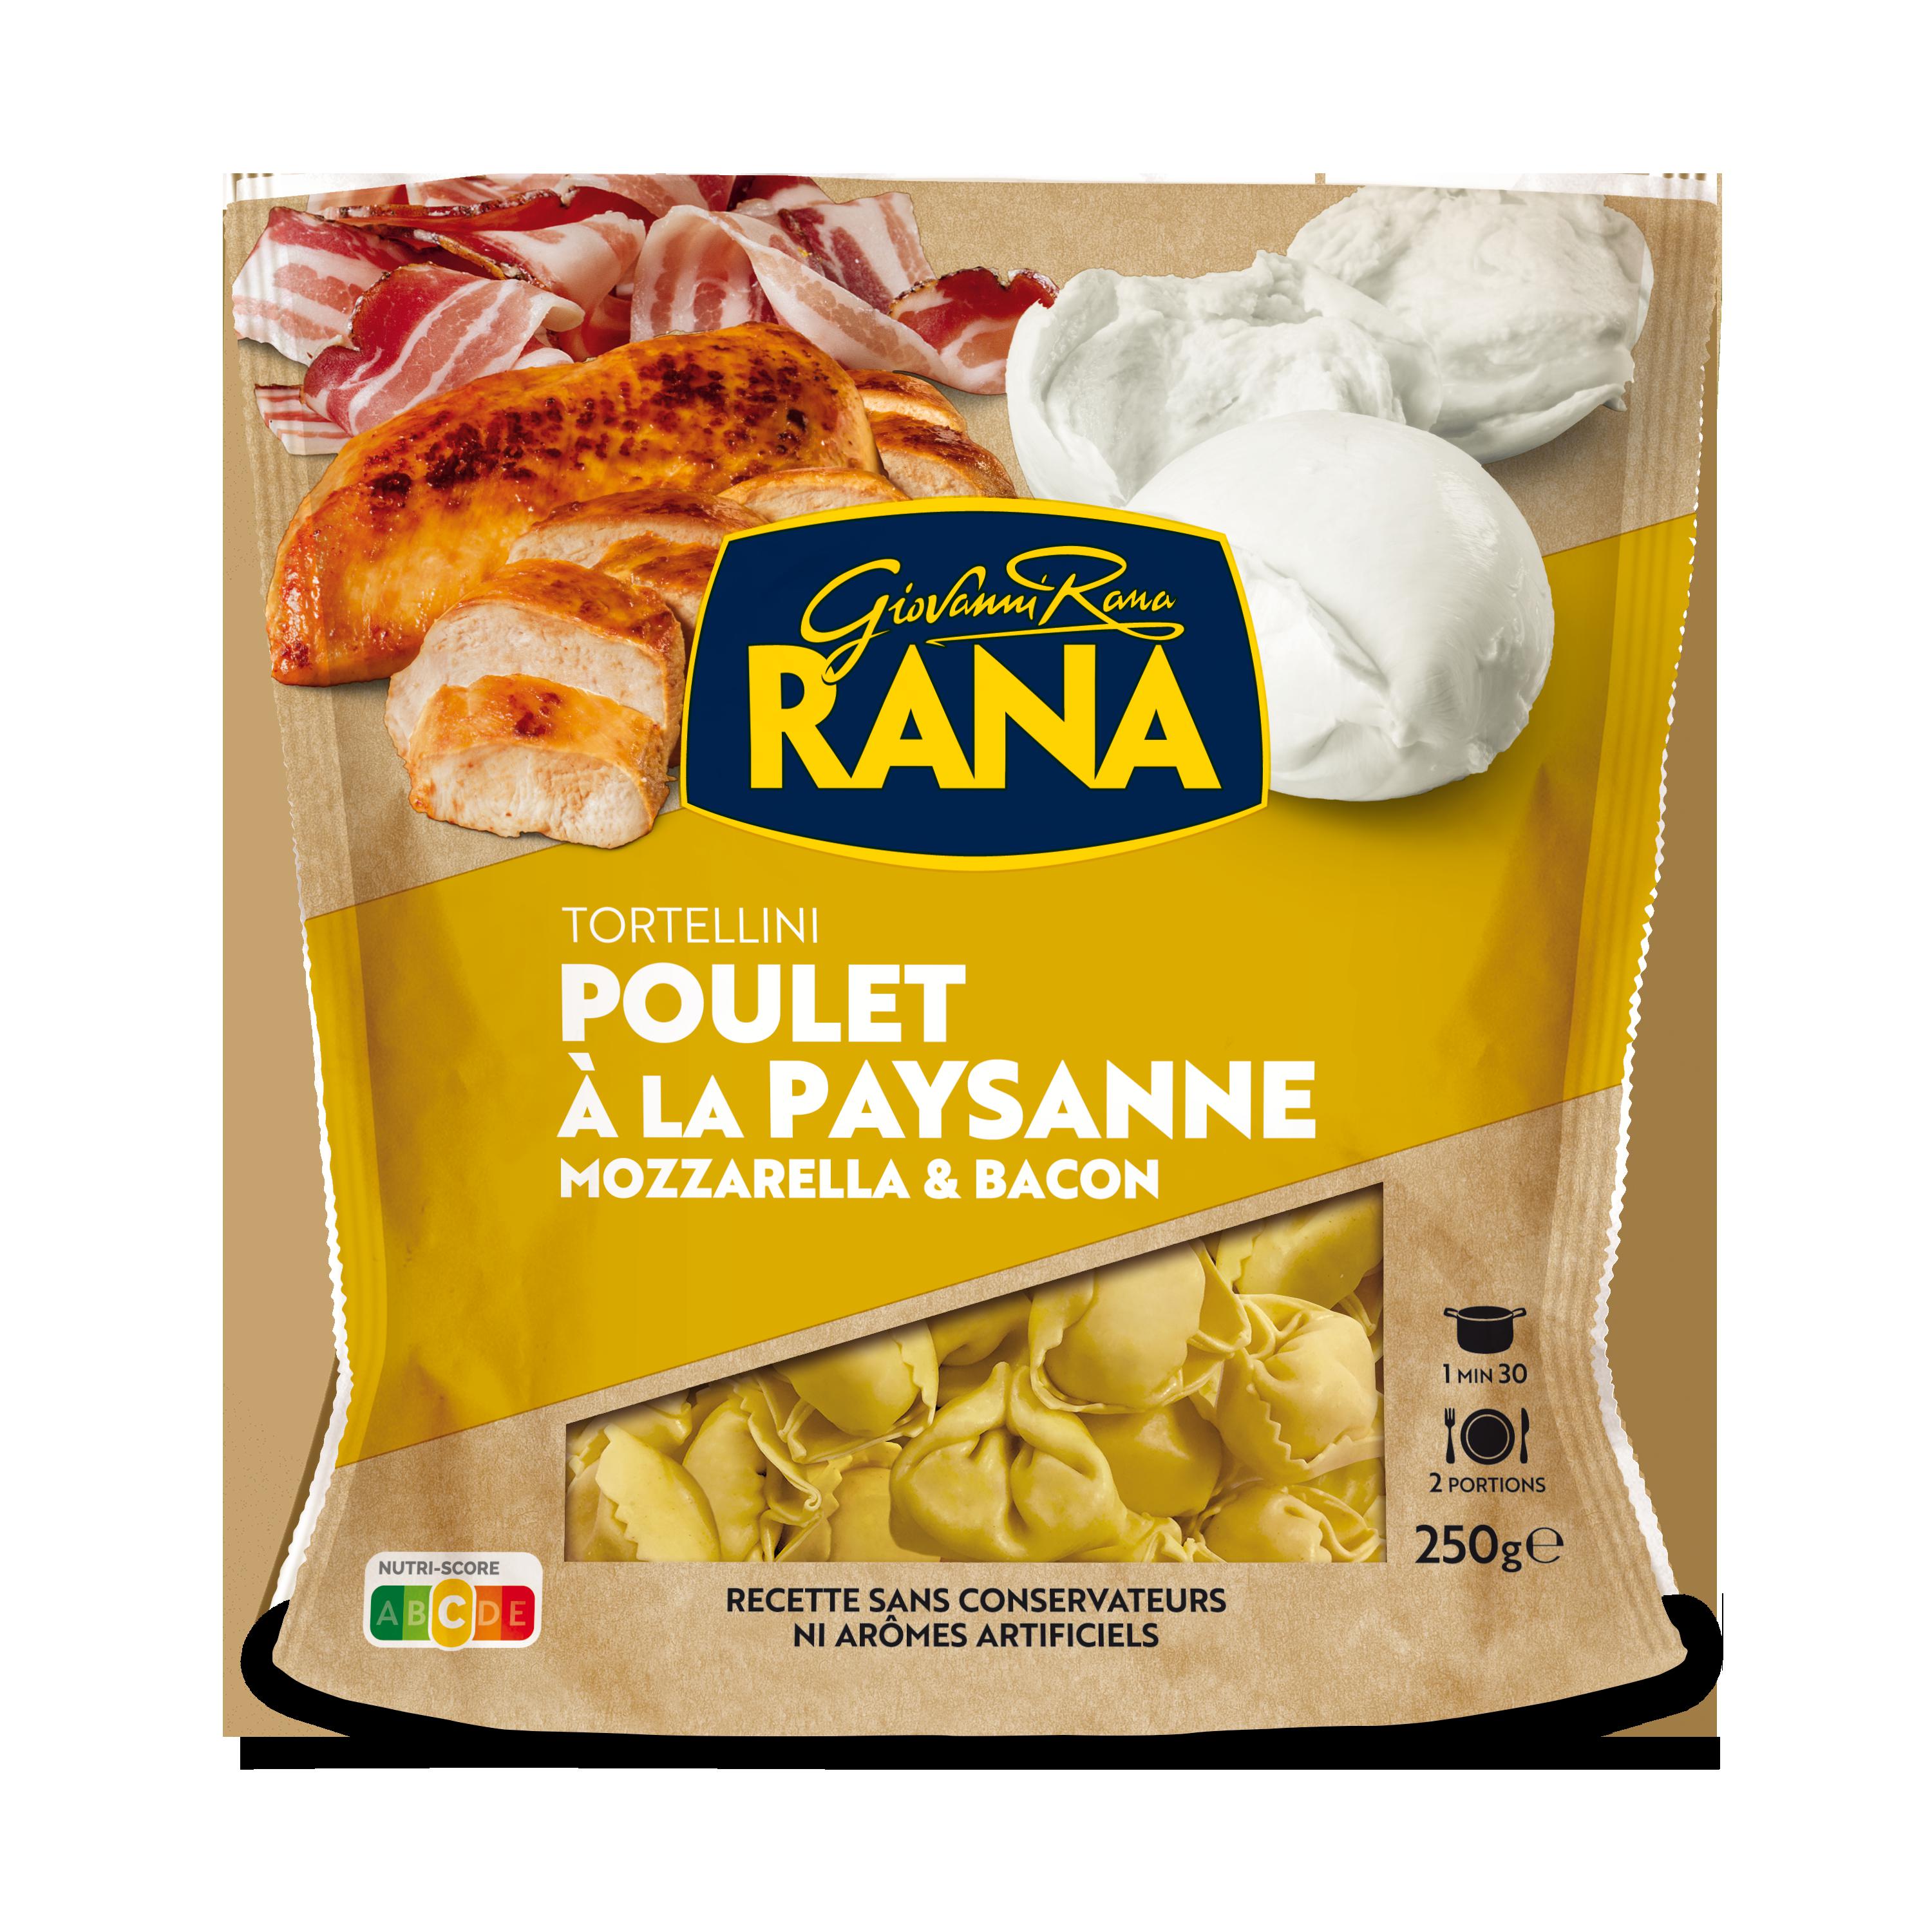 Giovanni Rana
RANA
TORTELLINI
POULET
À LA PAYSANNE
MOZZARELLA & BACON
1 MIN 30
2 PORTIONS
250g℮
NUTRI-SCORE
A B C D E
RECETTE SANS CONSERVATEURS
NI ARÔMES ARTIFICIELS